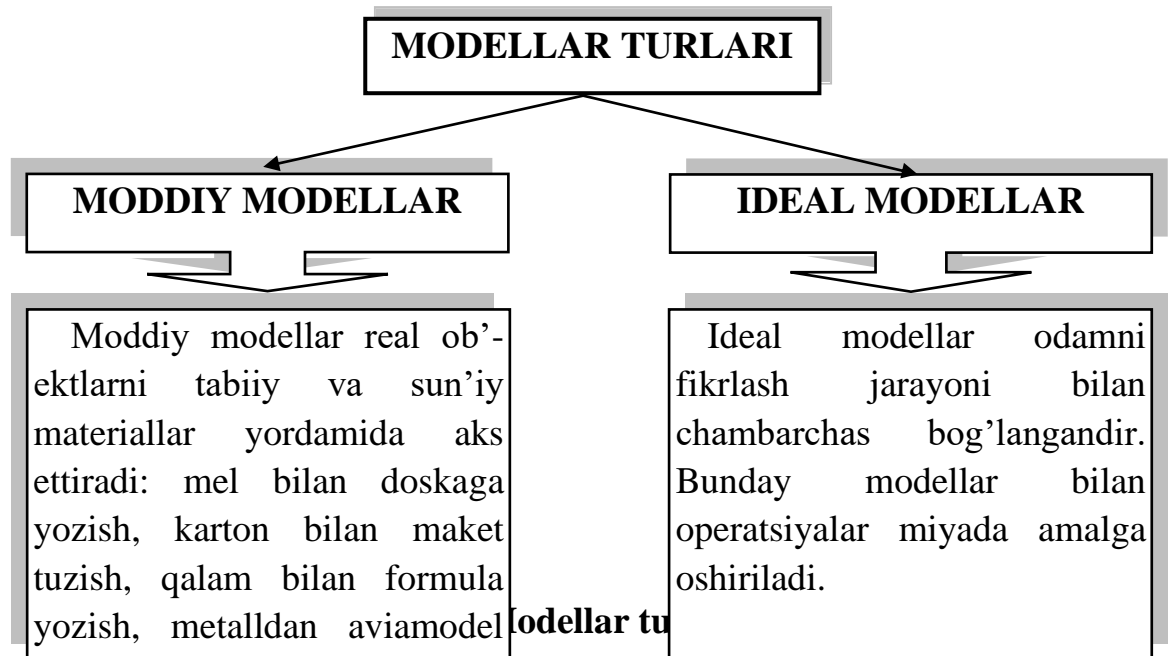 MODELLAR TURLARI
MODDIY MODELLAR
IDEAL MODELLAR
Moddiy modellar real ob’-
ektlarni tabiiy va sun’iy
materiallar yordamida aks
ettiradi: mel bilan doskaga
yozish, karton bilan maket
tuzish, qalam bilan formula
yozish, metalldan aviamodel
Ideal modellar odamni
fikrlash jarayoni bilan
chambarchas bog’langandir.
Bunday modellar bilan
operatsiyalar miyada amalga
oshiriladi.
odellar tu